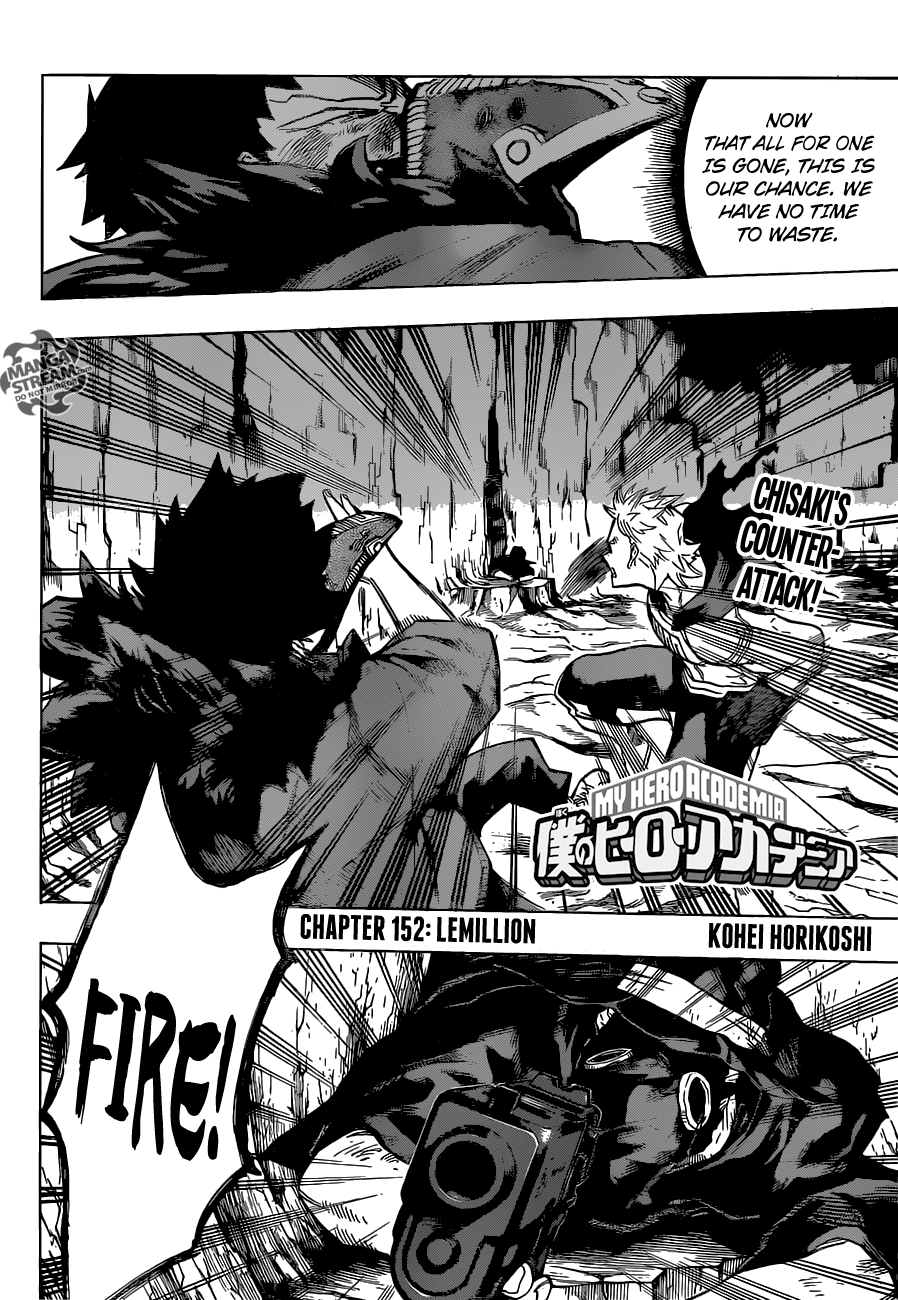 NOW
THAT ALL FOR ONE
IS GONE, THIS IS
OUR CHANCE. WE
HAVE NO TIME
TO WASTE.
MANGA
STREAM.com
DO NOT MIRROR
CHISAKI'S
COUNTER-
ATTACK!
MY HERO ACADEMIA
僕のヒーローアカデミア
CHAPTER 152: LEMILLION
KOHEI HORIKOSHI
FIRE!